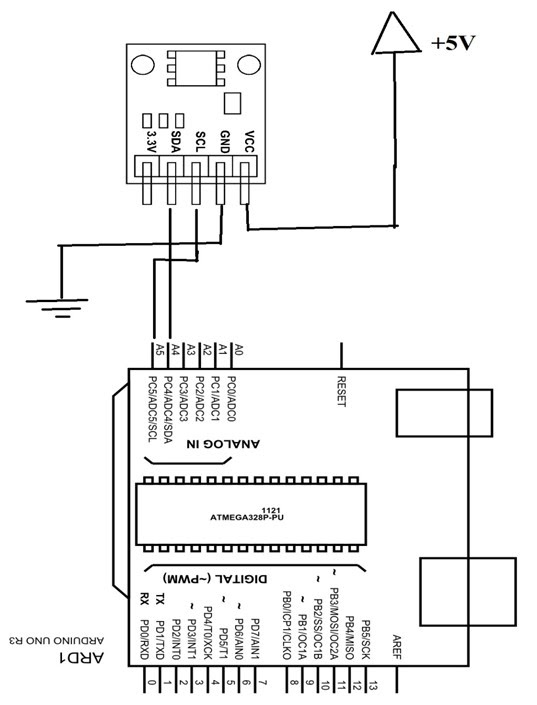 +5V
3.3V
SDA
SCL
GND
VCC
A5
A4
A3
A2
A1
A0
PC5/ADC5/SCL
PC4/ADC4/SDA
PC3/ADC3
PC2/ADC2
PC1/ADC1
PC0/ADC0
RESET
ANALOG IN
1121
ATMEGA328P-PU
DIGITAL (~PWM)
RX
TX
~
~
~
~
~
~
PD0/RXD
PD1/TXD
PD2/INT0
PD3/INT1
PD4/T0/XCK
PD5/T1
PD6/AIN0
PD7/AIN1
PB0/ICP1/CLKO
PB1/OC1A
PB2/SS/OC1B
PB3/MOSI/OC2A
PB4/MISO
PB5/SCK
AREF
0
1
2
3
4
5
6
7
8
9
10
11
12
13
ARD1
ARDUINO UNO R3